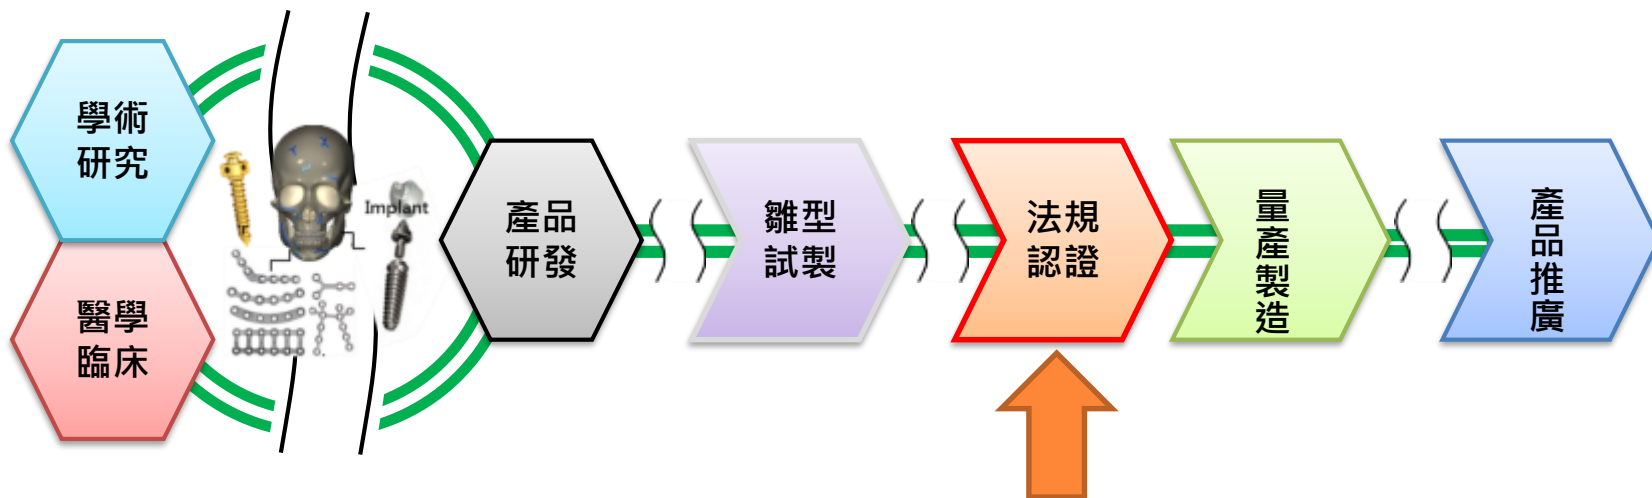 學術
研究
醫學
臨床
Implant
產品
研發
雛型
試製
法規
認證
量產製造
產品推廣